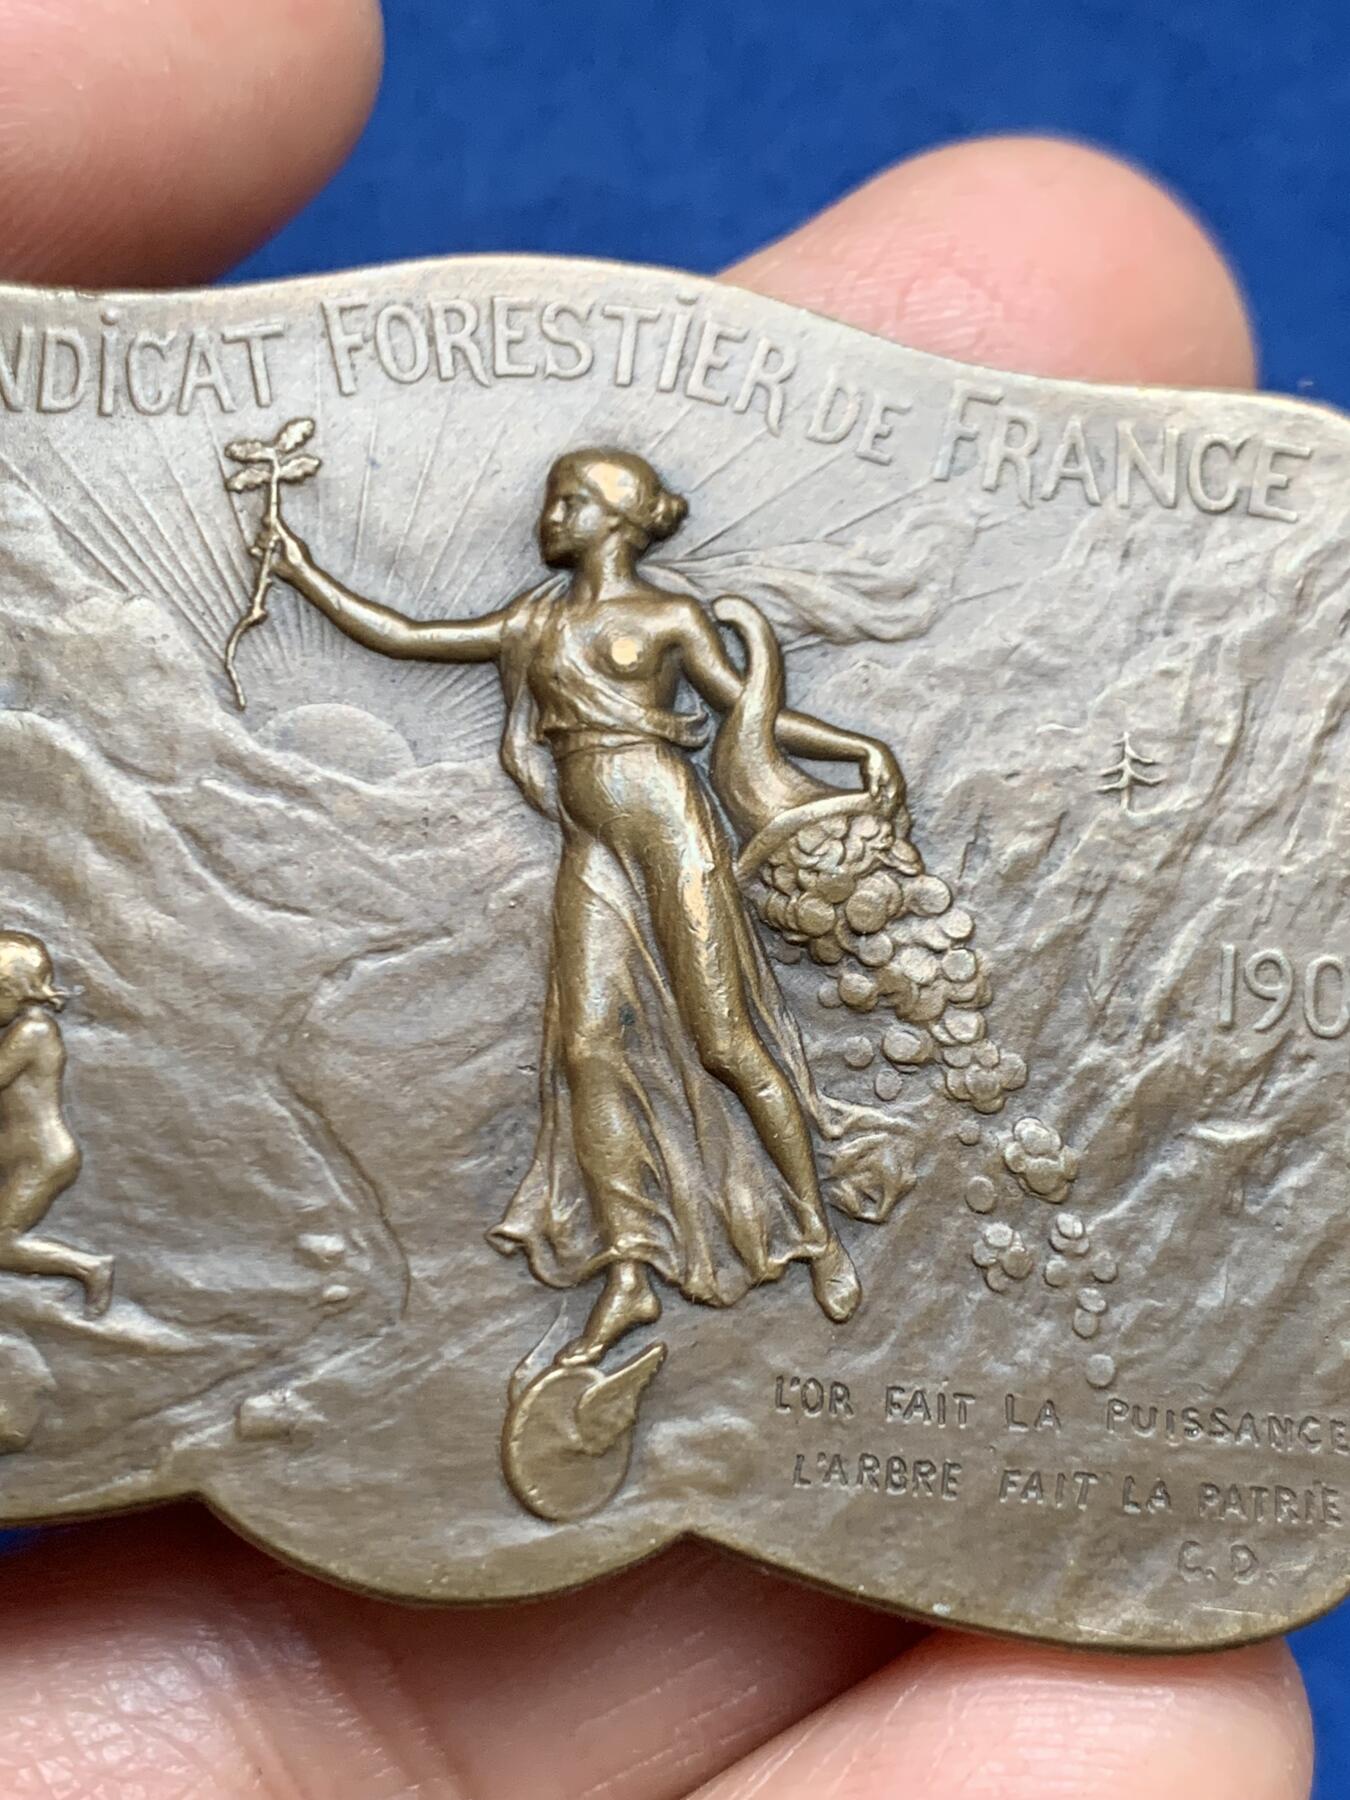 NDICAT FORESTIER DE FRANCE
190
L'OR FAIT LA PUISSANCE
L'ARBRE FAIT LA PATRIE
C. D.